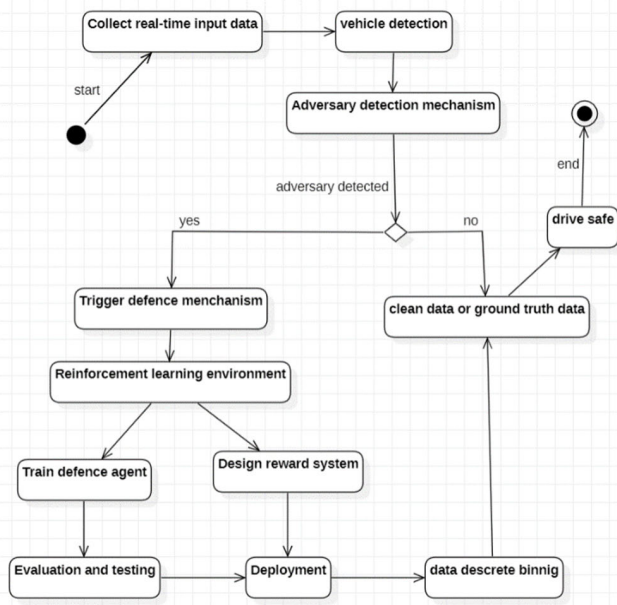 Collect real-time input data
vehicle detection
start
Adversary detection mechanism
end
adversary detected
drive safe
yes
no
Trigger defence menchanism
clean data or ground truth data
Reinforcement learning environment
Train defence agent
Design reward system
Evaluation and testing
Deployment
data descrete binnig